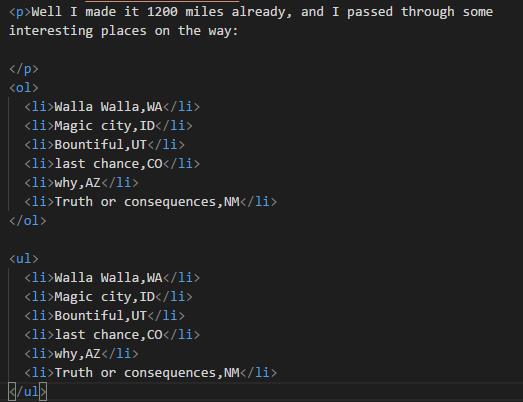 <p>Well I made it 1200 miles already, and I passed through some
interesting places on the way:
</p>
<ol>
<li>Walla Walla,WA</li>
<li>Magic city,ID</li>
<li>Bountiful,UT</li>
<li>last chance,CO</li>
<li>why,AZ</li>
<li>Truth or consequences,NM</li>
</ol>
<ul>
<li>Walla Walla,WA</li>
<li>Magic city,ID</li>
<li>Bountiful,UT</li>
<li>last chance,CO</li>
<li>why,AZ</li>
<li>Truth or consequences,NM</li>
</ul>